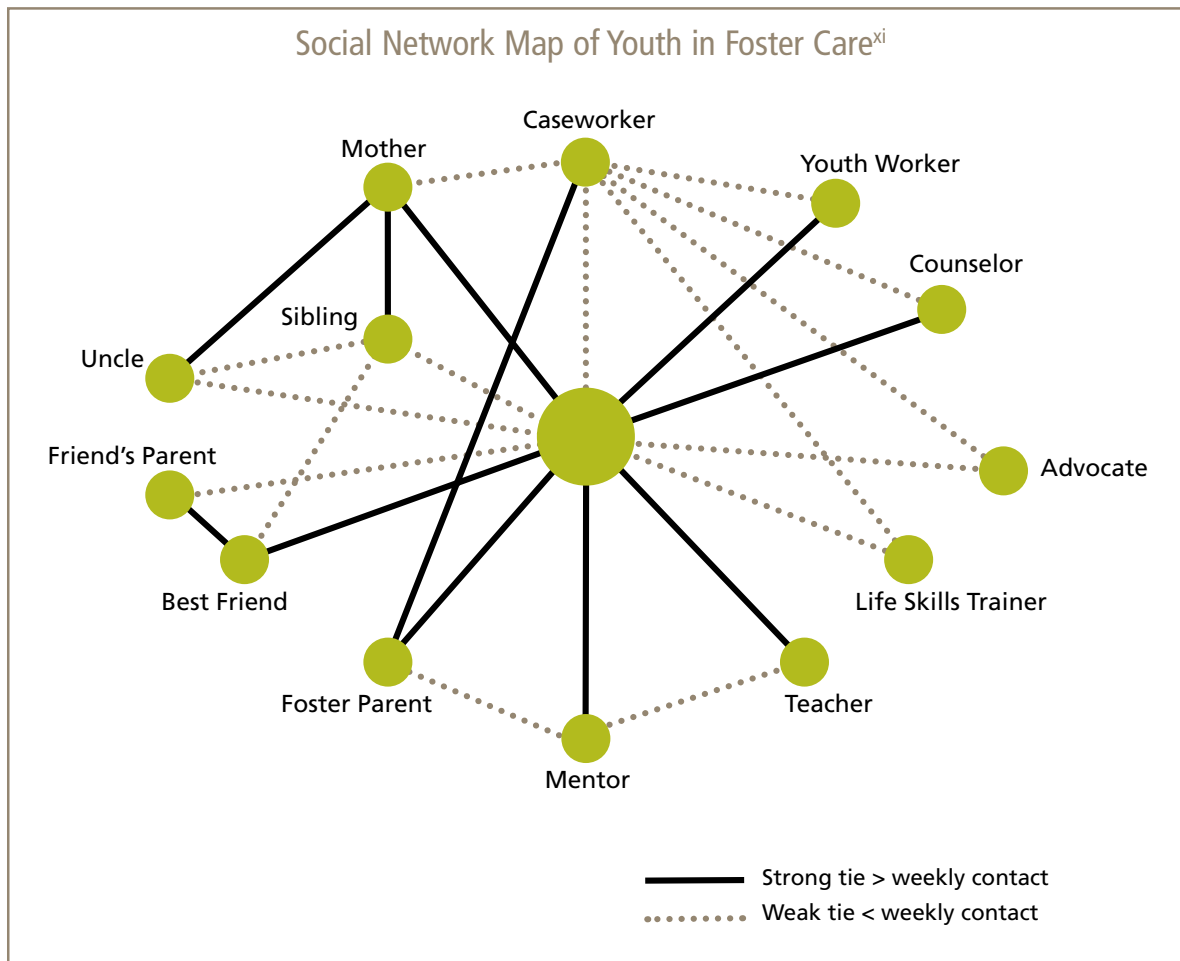 Social Network Map of Youth in Foster Care^xi
Caseworker
Mother
Youth Worker
Counselor
Sibling
Uncle
Friend's Parent
Advocate
Best Friend
Life Skills Trainer
Foster Parent
Teacher
Mentor
Strong tie > weekly contact
Weak tie < weekly contact